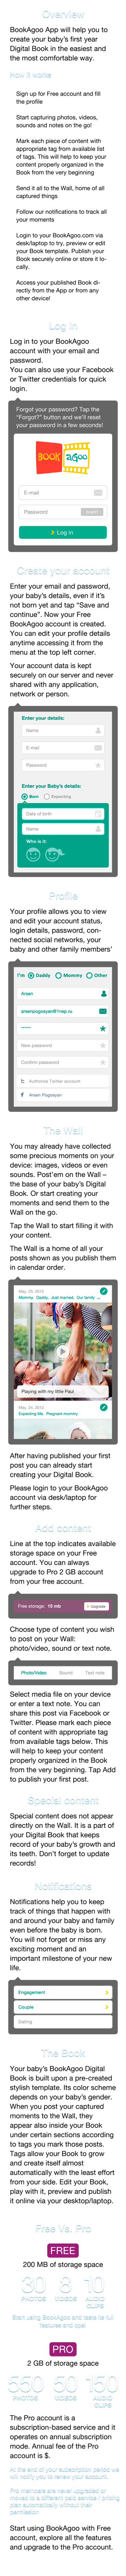 Overview
BookAgoo App will help you to
create your baby's first year
Digital Book in the easiest and
the most comfortable way.
How it works
Sign up for Free account and fill
the profile
Start capturing photos, videos,
sounds and notes on the go!
Mark each piece of content with
appropriate tag from available list
of tags. This will help to keep your
content properly organized in the
Book from the very beginning
Send it all to the Wall, home of all
captured things
Follow our notifications to track all
your moments
Login to your BookAgoo.com via
desk/laptop to try, preview or edit
your Book template. Publish your
Book securely online or store it lo-
cally.
Access your published Book di-
rectly from the App or from any
other device!
Log In
Log in to your BookAgoo
account with your email and
password.
You can also use your Facebook
or Twitter credentials for quick
login.
Forgot your password? Tap the
"Forgot?" button and we'll reset
your password in a few seconds!
BOOK agoo
E-mail
Password
forgot?
Log in
Create your account
Enter your email and password,
your baby's details, even if it's
not born yet and tap "Save and
continue". Now your Free
BookAgoo account is created.
You can edit your profile details
anytime accessing it from the
menu at the top left corner.
Your account data is kept
securely on our server and never
shared with any application,
network or person.
Enter your details:
Name
E-mail
Password
Enter your Baby's details:
Born Expecting
Date of birth
Name
Who is it:
Profile
Your profile allows you to view
and edit your account status,
login details, password, con-
nected social networks, your
baby and other family members'
I'm Daddy Mommy Other
Arsen
arsenpogosyan@1rep.ru
New password
Confirm password
Authorize Twitter account
Arsen Pogosyan
The Wall
You may already have collected
some precious moments on your
device: images, videos or even
sounds. Post'em on the Wall –
the base of your baby's Digital
Book. Or start creating your
moments and send them to the
Wall on the go.
Tap the Wall to start filling it with
your content.
The Wall is a home of all your
posts shown as you publish them
in calendar order.
May, 28, 2013
Mommy, Daddy, Just married, Our family ...
Playing with my little Paul
May, 24, 2013
Expecting Me, Pregnant mommy
After having published your first
post you can already start
creating your Digital Book.
Please login to your BookAgoo
account via desk/laptop for
further steps.
Add content
Line at the top indicates available
storage space on your Free
account. You can always
upgrade to Pro 2 GB account
from your free account.
Free storage: 15 mb
Upgrade
Choose type of content you wish
to post on your Wall:
photo/video, sound or text note.
Photo/Video Sound Text note
Select media file on your device
or enter a text note. You can
share this post via Facebook or
Twitter. Please mark each piece
of content with appropriate tag
from available tags below. This
will help to keep your content
properly organized in the Book
from the very beginning. Tap Add
to publish your first post.
Special content
Special content does not appear
directly on the Wall. It is a part of
your Digital Book that keeps
record of your baby's growth and
its teeth. Don't forget to update
records!
Notifications
Notifications help you to keep
track of things that happen with
and around your baby and family
even before the baby is born.
You will not forget or miss any
exciting moment and an
important milestone of your new
life.
Engagement
Couple
Dating
The Book
Your baby's BookAgoo Digital
Book is built upon a pre-created
stylish template. Its color scheme
depends on your baby's gender.
When you post your captured
moments to the Wall, they
appear also inside your Book
under certain topics according
to tags you mark those posts.
Tag allow your Book to grow
and create itself almost
automatically with the least effort
from your side. Edit your Book,
play with it, preview and publish
it online via your desktop/laptop.
Free Vs. Pro
FREE
200 MB of storage space
30 8 10
PHOTOS VIDEOS AUDIO
CLIPS
Start using BookAgoo and taste its full
features and ope!
PRO
2 GB of storage space
550 50 150
PHOTOS VIDEOS AUDIO
CLIPS
The Pro account is a
subscription-based service and it
operates on annual subscription
mode. Annual fee of the Pro
account is $.
At the end of your subscription period we
will notify you to renew your account.
Pro members are never upgraded or
moved to a different paid service / pricing
plan automatically without their
permission
Start using BookAgoo with Free
account, explore all the features
and upgrade to Pro if needed.